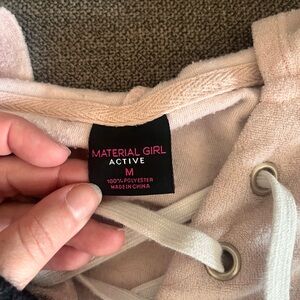 MATERIAL GIRL
ACTIVE
M
100% POLYESTER
MADE IN CHINA